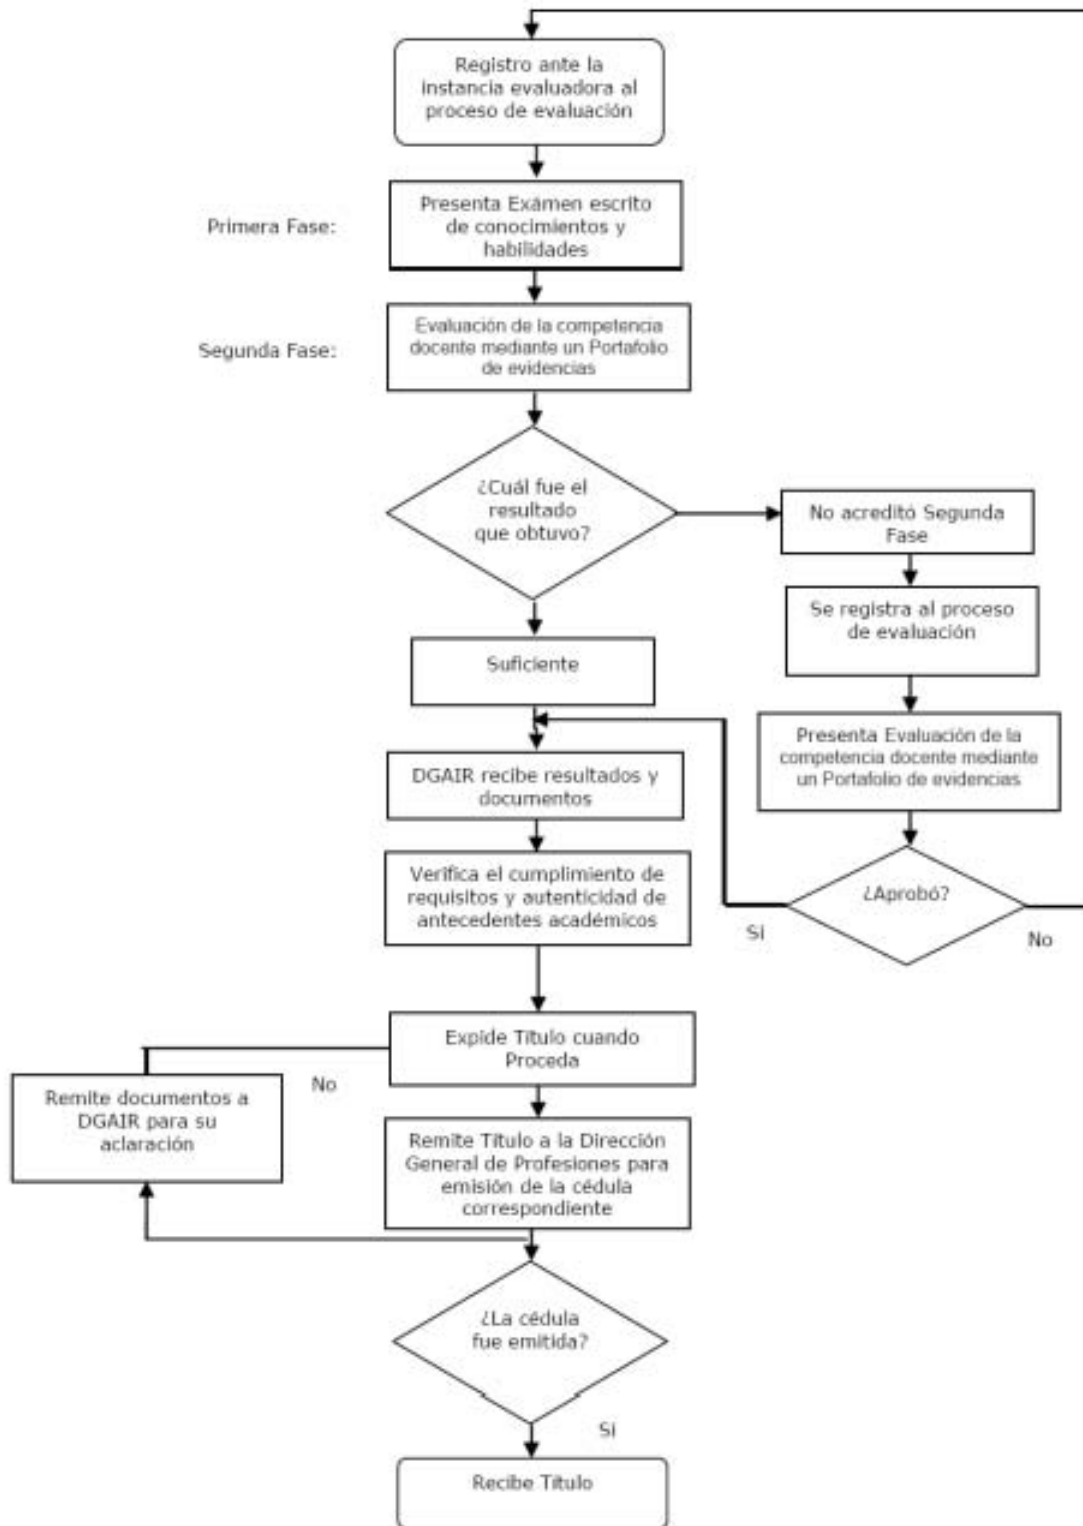 Registro ante la
instancia evaluadora al
proceso de evaluación
Primera Fase:
Presenta Exámen escrito
de conocimientos y
habilidades
Segunda Fase:
Evaluación de la competencia
docente mediante un Portafolio
de evidencias
¿Cuál fue el
resultado
que obtuvo?
No acreditó Segunda
Fase
Se registra al proceso
de evaluación
Suficiente
Presenta Evaluación de la
competencia docente mediante
un Portafolio de evidencias
DGAIR recibe resultados y
documentos
¿Aprobó?
Si
No
Verifica el cumplimiento de
requisitos y autenticidad de
antecedentes académicos
Expide Título cuando
Proceda
No
Remite documentos a
DGAIR para su
aclaración
Remite Título a la Dirección
General de Profesiones para
emisión de la cédula
correspondiente
¿La cédula
fue emitida?
Si
Recibe Título